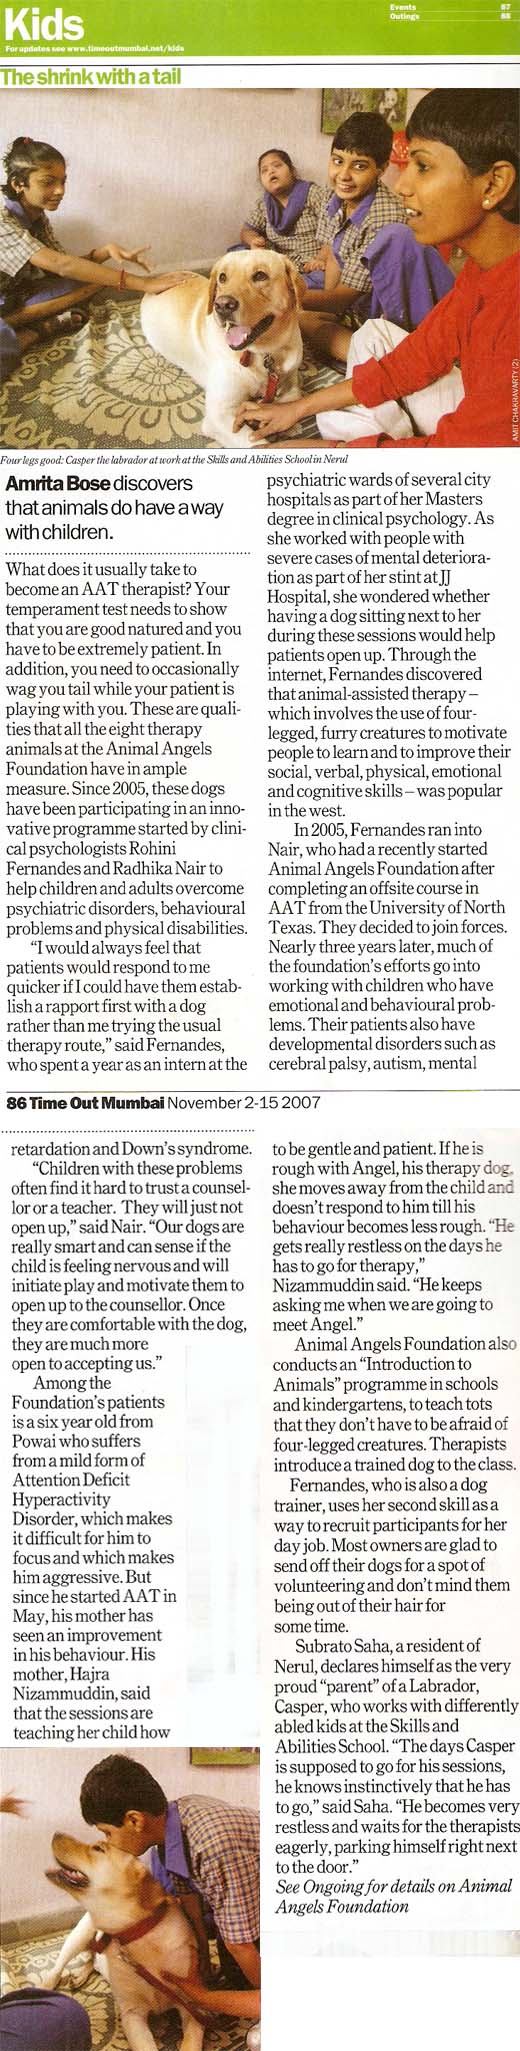 Kids
For updates see www.timeoutmumbai.net/kids
Events 87
Outings 88
The shrink with a tail
AMIT CHAKRAVARTY (2)
Four legs good: Casper the labrador at work at the Skills and Abilities School in Nerul
Amrita Bose discovers
that animals do have a way
with children.
What does it usually take to
become an AAT therapist? Your
temperament test needs to show
that you are good natured and you
have to be extremely patient. In
addition, you need to occasionally
wag you tail while your patient is
playing with you. These are quali-
ties that all the eight therapy
animals at the Animal Angels
Foundation have in ample
measure. Since 2005, these dogs
have been participating in an inno-
vative programme started by clini-
cal psychologists Rohini
Fernandes and Radhika Nair to
help children and adults overcome
psychiatric disorders, behavioural
problems and physical disabilities.
"I would always feel that
patients would respond to me
quicker if I could have them estab-
lish a rapport first with a dog
rather than me trying the usual
therapy route," said Fernandes,
who spent a year as an intern at the
psychiatric wards of several city
hospitals as part of her Masters
degree in clinical psychology. As
she worked with people with
severe cases of mental deteriora-
tion as part of her stint at JJ
Hospital, she wondered whether
having a dog sitting next to her
during these sessions would help
patients open up. Through the
internet, Fernandes discovered
that animal-assisted therapy –
which involves the use of four-
legged, furry creatures to motivate
people to learn and to improve their
social, verbal, physical, emotional
and cognitive skills – was popular
in the west.
In 2005, Fernandes ran into
Nair, who had a recently started
Animal Angels Foundation after
completing an offsite course in
AAT from the University of North
Texas. They decided to join forces.
Nearly three years later, much of
the foundation's efforts go into
working with children who have
emotional and behavioural prob-
lems. Their patients also have
developmental disorders such as
cerebral palsy, autism, mental
86 Time Out Mumbai November 2-15 2007
retardation and Down's syndrome.
"Children with these problems
often find it hard to trust a counsel-
lor or a teacher. They will just not
open up," said Nair. "Our dogs are
really smart and can sense if the
child is feeling nervous and will
initiate play and motivate them to
open up to the counsellor. Once
they are comfortable with the dog,
they are much more
open to accepting us."
Among the
Foundation's patients
is a six year old from
Powai who suffers
from a mild form of
Attention Deficit
Hyperactivity
Disorder, which makes
it difficult for him to
focus and which makes
him aggressive. But
since he started AAT in
May, his mother has
seen an improvement
in his behaviour. His
mother, Hajra
Nizammuddin, said
that the sessions are
teaching her child how
to be gentle and patient. If he is
rough with Angel, his therapy dog,
she moves away from the child and
doesn't respond to him till his
behaviour becomes less rough. "He
gets really restless on the days he
has to go for therapy,"
Nizammuddin said. "He keeps
asking me when we are going to
meet Angel."
Animal Angels Foundation also
conducts an "Introduction to
Animals" programme in schools
and kindergartens, to teach tots
that they don't have to be afraid of
four-legged creatures. Therapists
introduce a trained dog to the class.
Fernandes, who is also a dog
trainer, uses her second skill as a
way to recruit participants for her
day job. Most owners are glad to
send off their dogs for a spot of
volunteering and don't mind them
being out of their hair for
some time.
Subrato Saha, a resident of
Nerul, declares himself as the very
proud "parent" of a Labrador,
Casper, who works with differently
abled kids at the Skills and
Abilities School. "The days Casper
is supposed to go for his sessions,
he knows instinctively that he has
to go," said Saha. "He becomes very
restless and waits for the therapists
eagerly, parking himself right next
to the door."
See Ongoing for details on Animal
Angels Foundation